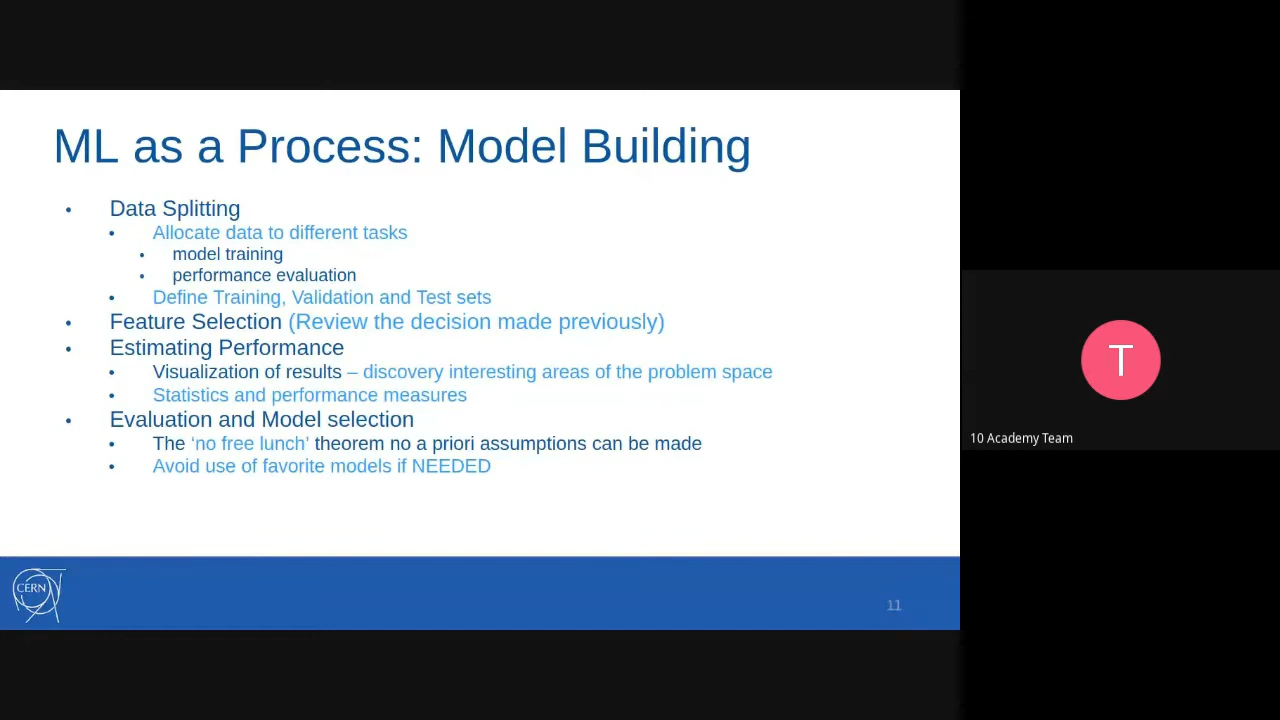 ML as a Process: Model Building
• Data Splitting
• Allocate data to different tasks
• model training
• performance evaluation
• Define Training, Validation and Test sets
• Feature Selection (Review the decision made previously)
• Estimating Performance
• Visualization of results – discovery interesting areas of the problem space
• Statistics and performance measures
• Evaluation and Model selection
• The ‘no free lunch’ theorem no a priori assumptions can be made
• Avoid use of favorite models if NEEDED
CERN
11
T
10 Academy Team